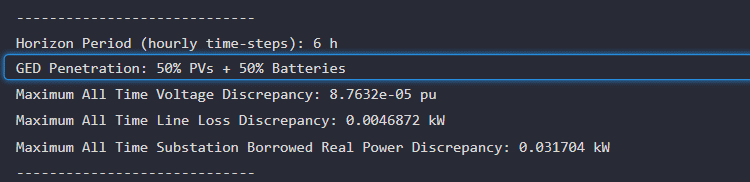 ----------------------------
Horizon Period (hourly time-steps): 6 h
GED Penetration: 50% PVs + 50% Batteries
Maximum All Time Voltage Discrepancy: 8.7632e-05 pu
Maximum All Time Line Loss Discrepancy: 0.0046872 kW
Maximum All Time Substation Borrowed Real Power Discrepancy: 0.031704 kW
----------------------------